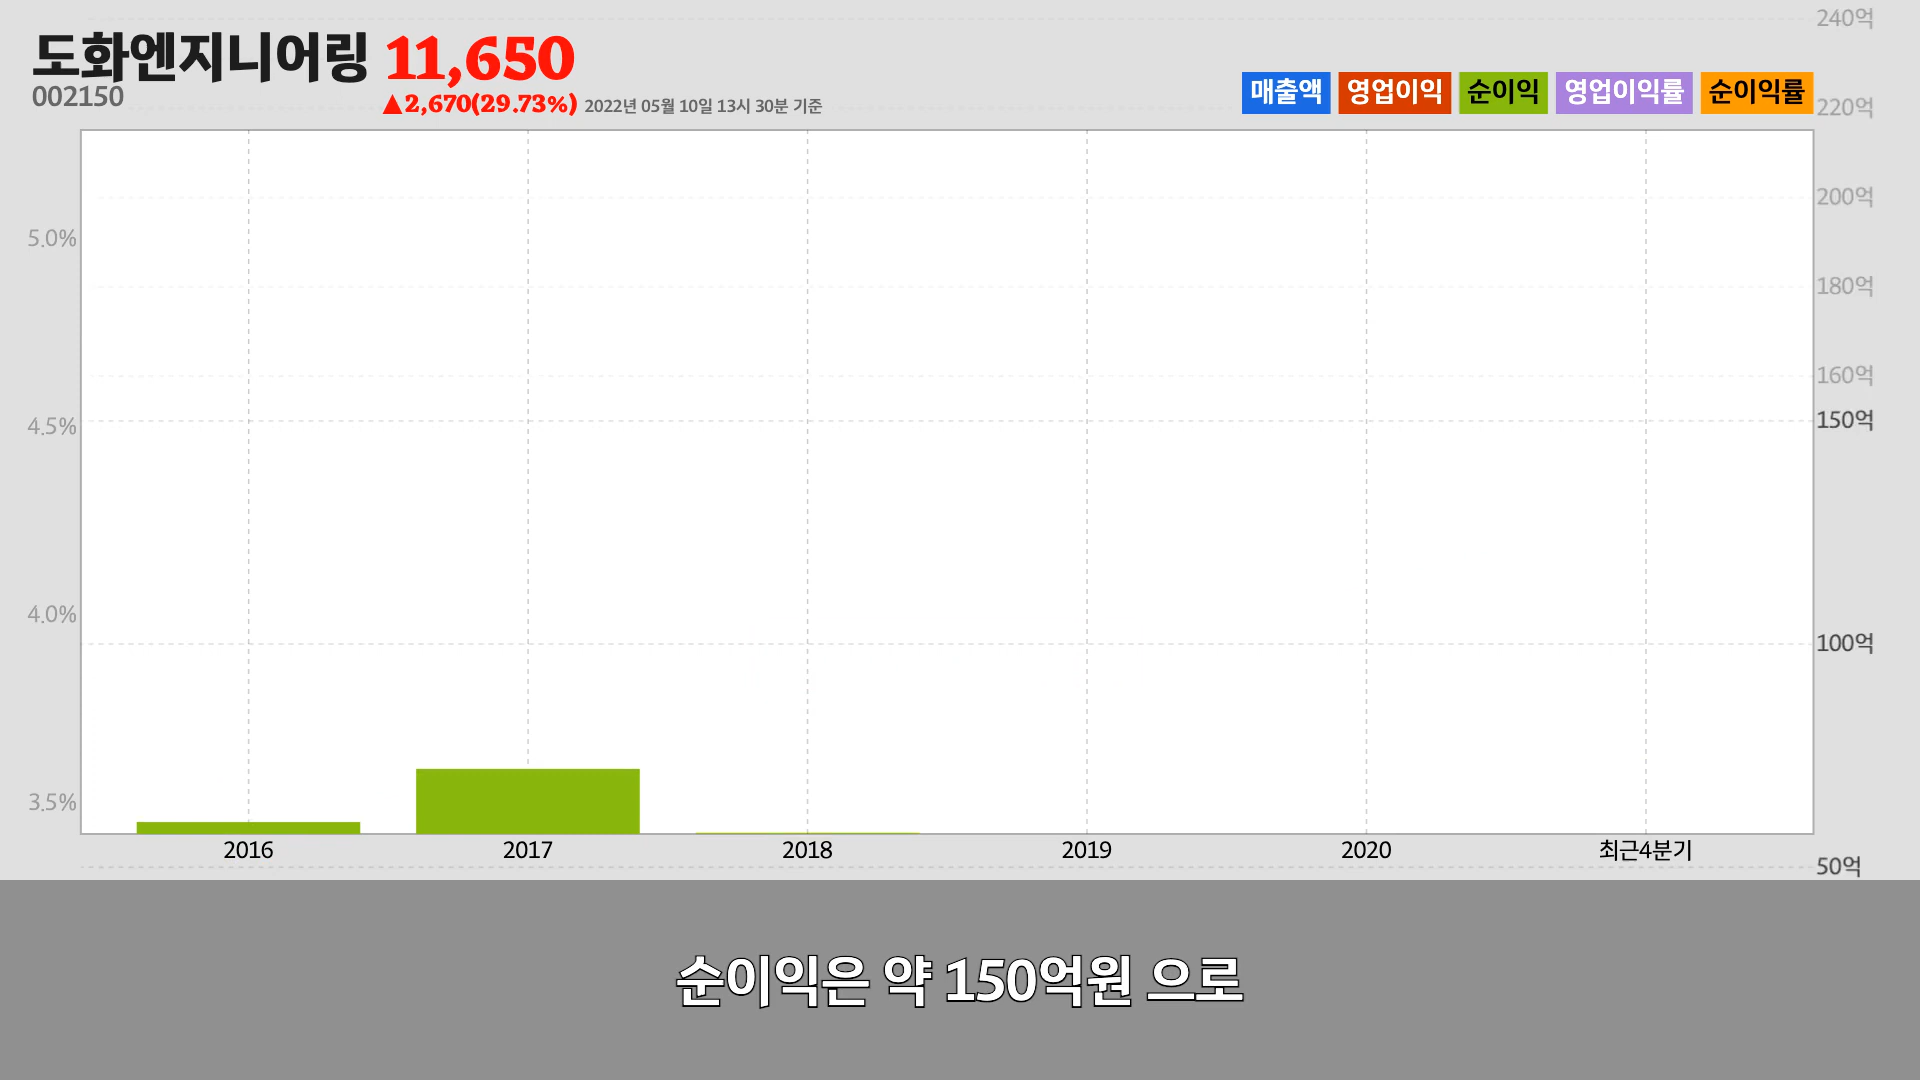 도화엔지니어링 11,650
002150
▲2,670(29.73%) 2022년 05월 10일 13시 30분 기준
매출액 영업이익 순이익 영업이익률 순이익률
240억
220억
200억
180억
160억
150억
100억
50억
5.0%
4.5%
4.0%
3.5%
2016 2017 2018 2019 2020 최근4분기
순이익은 약 150억원 으로